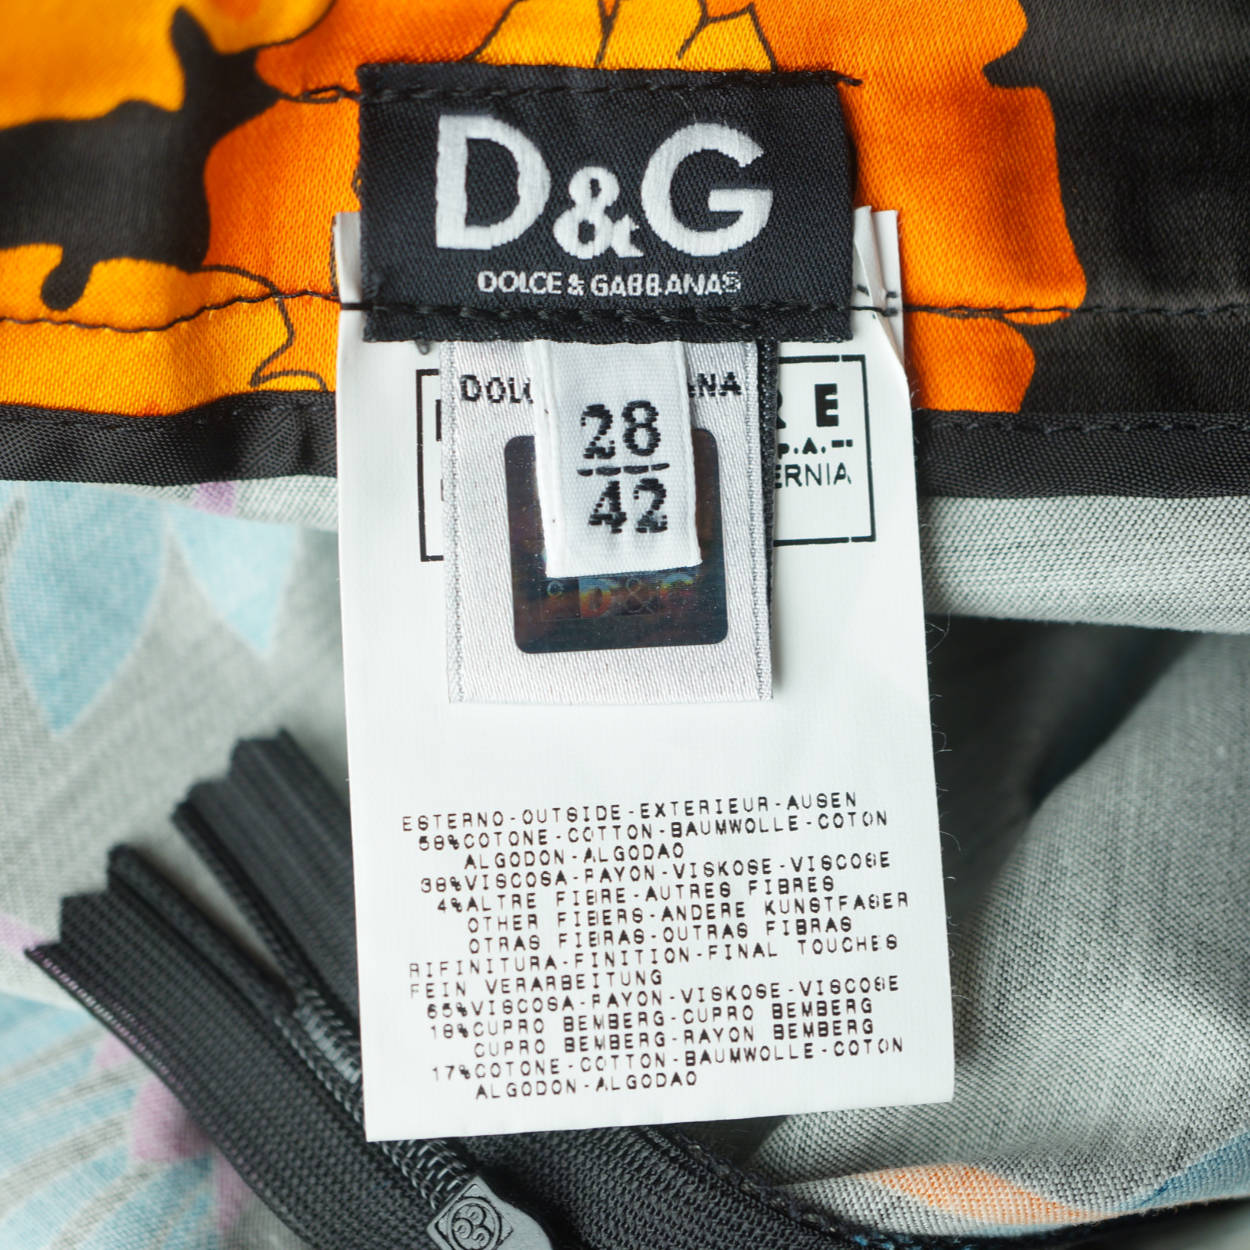 D&G
DOLCE & GABBANA
28
42
D&G
ERNIA
ESTERNO-OUTSIDE-EXTERIEUR-AUSEN
58%COTONE-COTTON-BAUMWOLLE-COTON
ALGODON-ALGODAO
38%VISCOSA-RAYON-VISKOSE-VISCOSE
4%ALTRE FIBRE-AUTRES FIBRES
OTHER FIBERS-ANDERE KUNSTFASER
OTRAS FIBRAS-OUTRAS FIBRAS
RIFINITURA-FINITION-FINAL TOUCHES
FEIN VERARBEITUNG
65%VISCOSA-RAYON-VISKOSE-VISCOSE
18%CUPRO BEMBERG-CUPRO BEMBERG
CUPRO BEMBERG-RAYON BEMBERG
17%COTONE-COTTON-BAUMWOLLE-COTON
ALGODON-ALGODAO